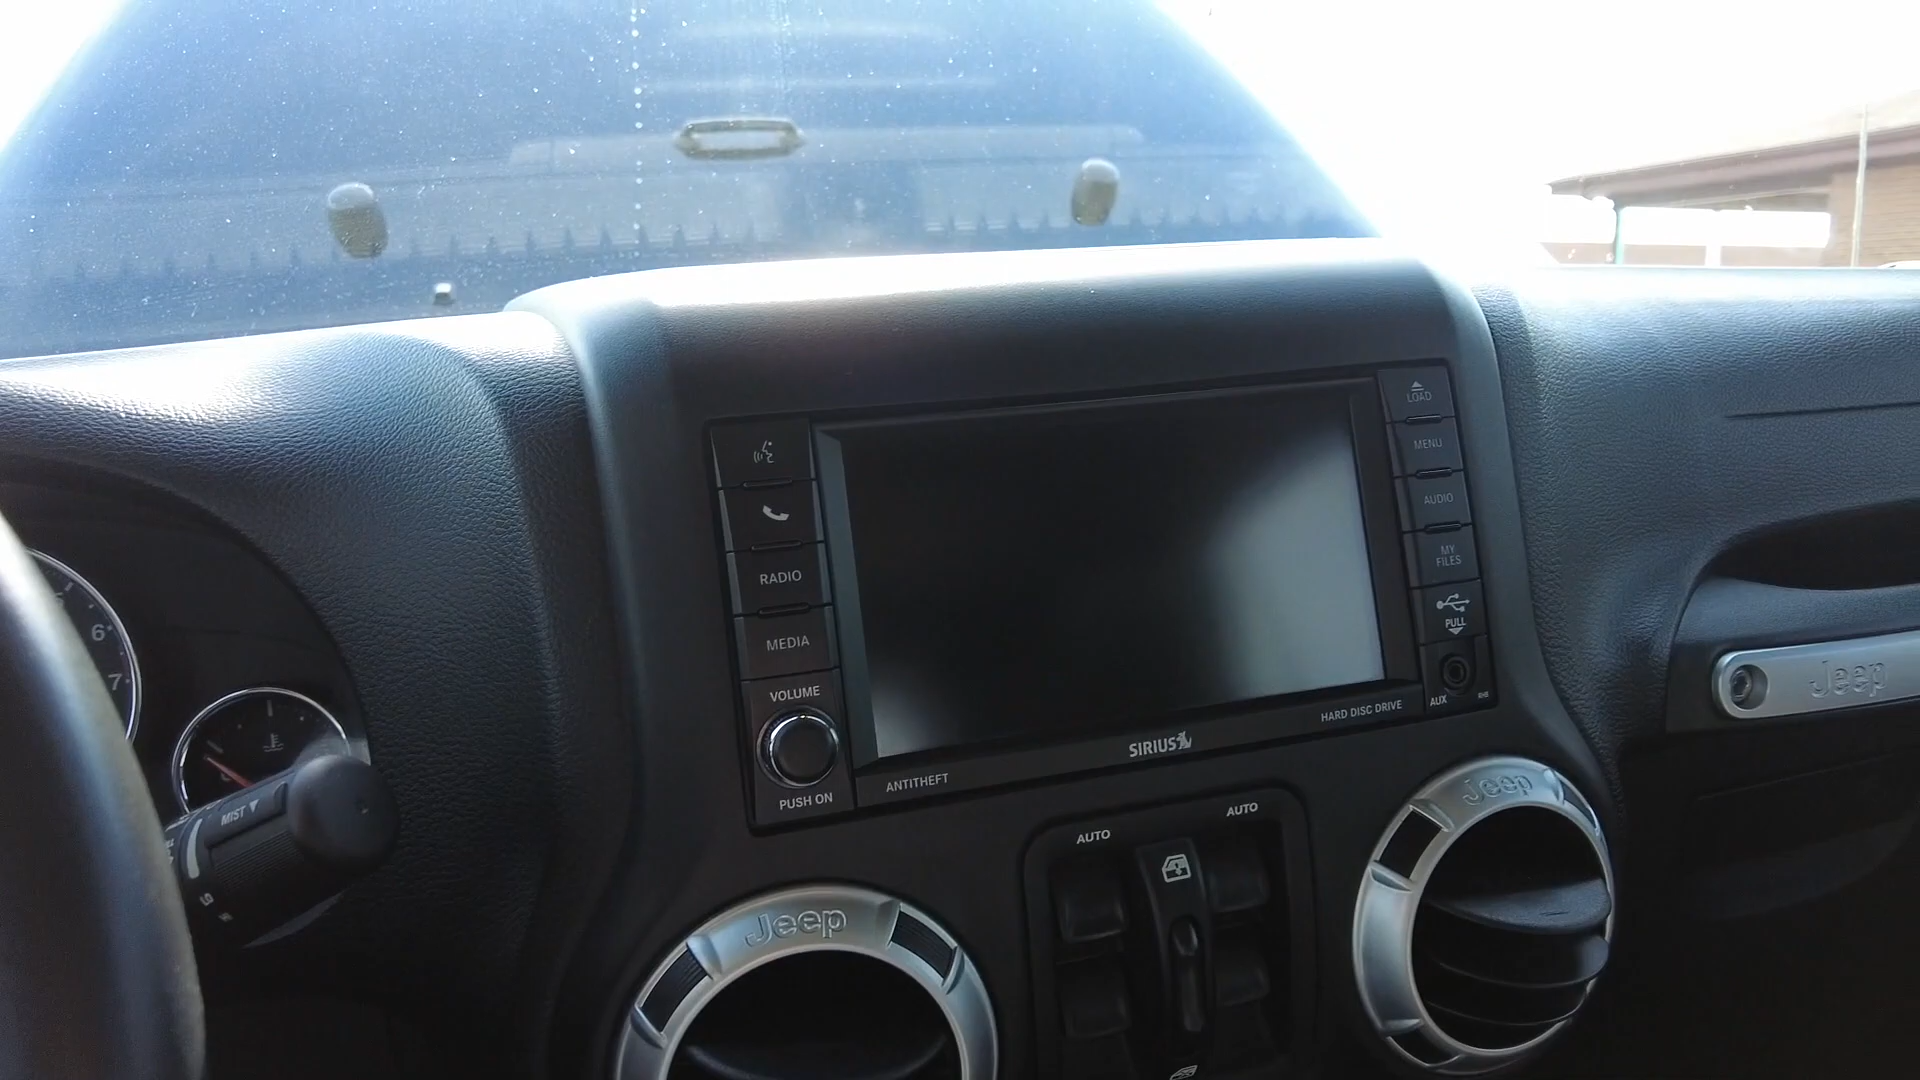 LOAD
MENU
AUDIO
MY
FILES
PULL
AUX
RHB
RADIO
MEDIA
VOLUME
PUSH ON
ANTITHEFT
SIRIUS
HARD DISC DRIVE
AUTO
AUTO
Jeep
Jeep
Jeep
6
7
C
MIST